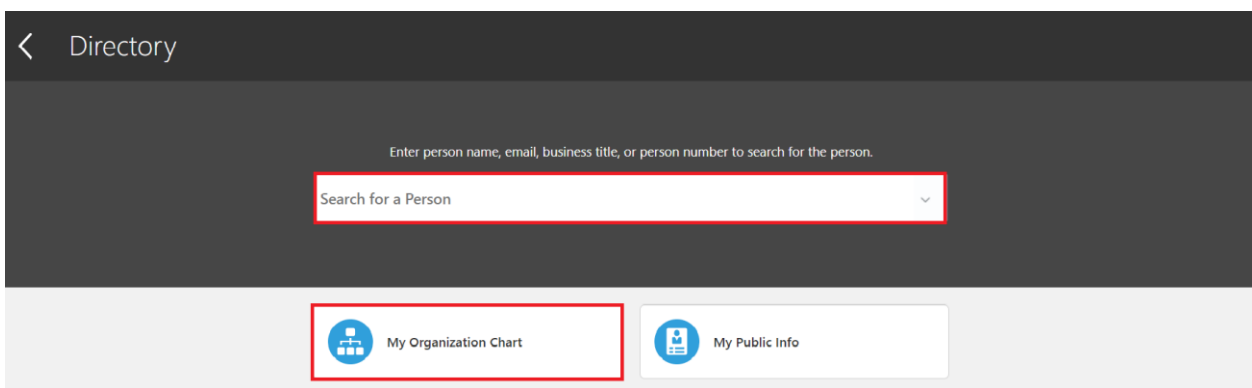 Directory
Enter person name, email, business title, or person number to search for the person.
Search for a Person
My Organization Chart
My Public Info